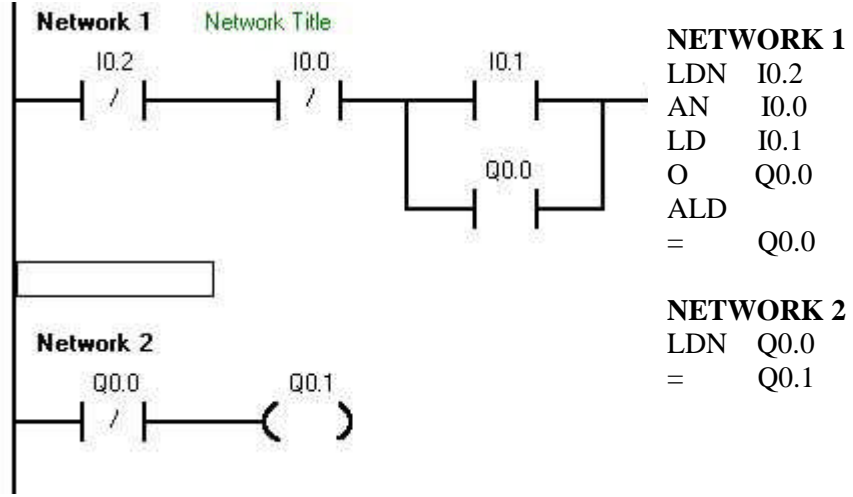 Network 1 Network Title
I0.2 I0.0 I0.1
/ /
Q0.0
Network 2
Q0.0 Q0.1
/
NETWORK 1
LDN I0.2
AN I0.0
LD I0.1
O Q0.0
ALD
= Q0.0
NETWORK 2
LDN Q0.0
= Q0.1